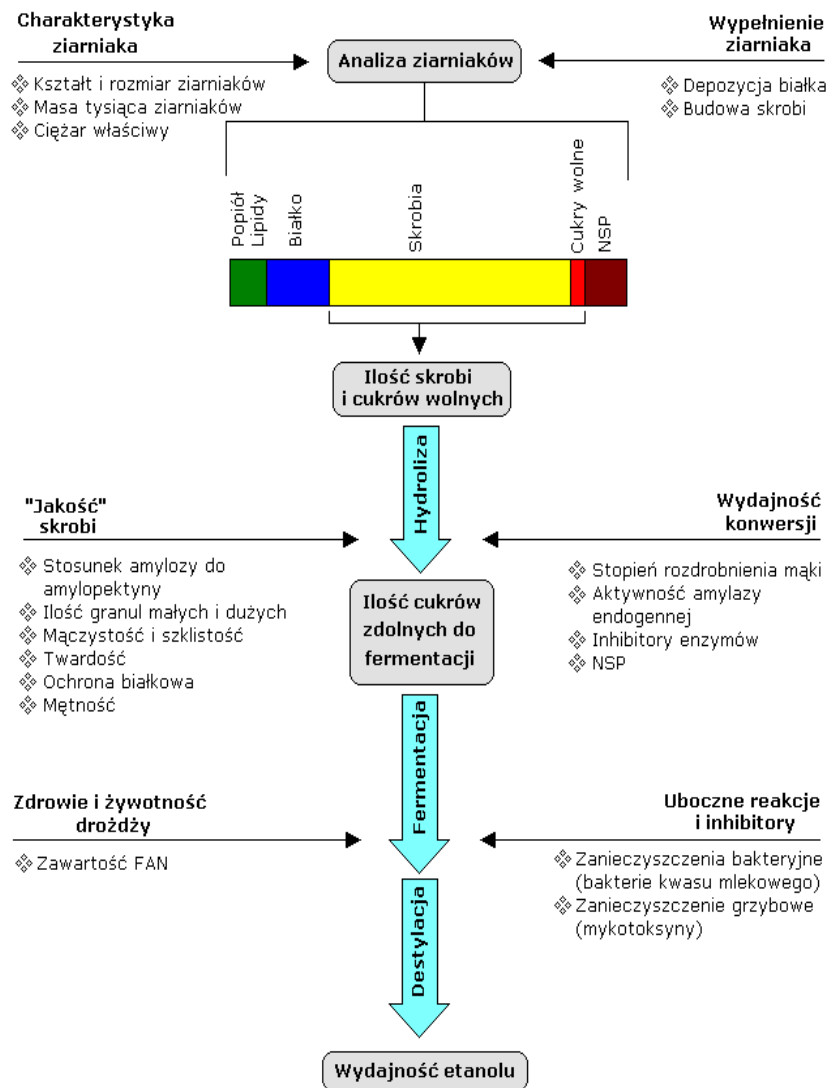 Charakterystyka
ziarniaka
❖ Kształt i rozmiar ziarniaków
❖ Masa tysiąca ziarniaków
❖ Ciężar właściwy
Analiza ziarniaków
Wypełnienie
ziarniaka
❖ Depozycja białka
❖ Budowa skrobi
Popiół
Lipidy
Białko
Skrobia
Cukry wolne
NSP
Ilość skrobi
i cukrów wolnych
Hydroliza
"Jakość"
skrobi
❖ Stosunek amylozy do
amylopektyny
❖ Ilość granul małych i dużych
❖ Mączystość i szklistość
❖ Twardość
❖ Ochrona białkowa
❖ Mętność
Wydajność
konwersji
❖ Stopień rozdrobnienia mąki
❖ Aktywność amylazy
endogennej
❖ Inhibitory enzymów
❖ NSP
Ilość cukrów
zdolnych do
fermentacji
Fermentacja
Zdrowie i żywotność
drożdży
❖ Zawartość FAN
Uboczne reakcje
i inhibitory
❖ Zanieczyszczenia bakteryjne
(bakterie kwasu mlekowego)
❖ Zanieczyszczenie grzybowe
(mykotoksyny)
Destylacja
Wydajność etanolu